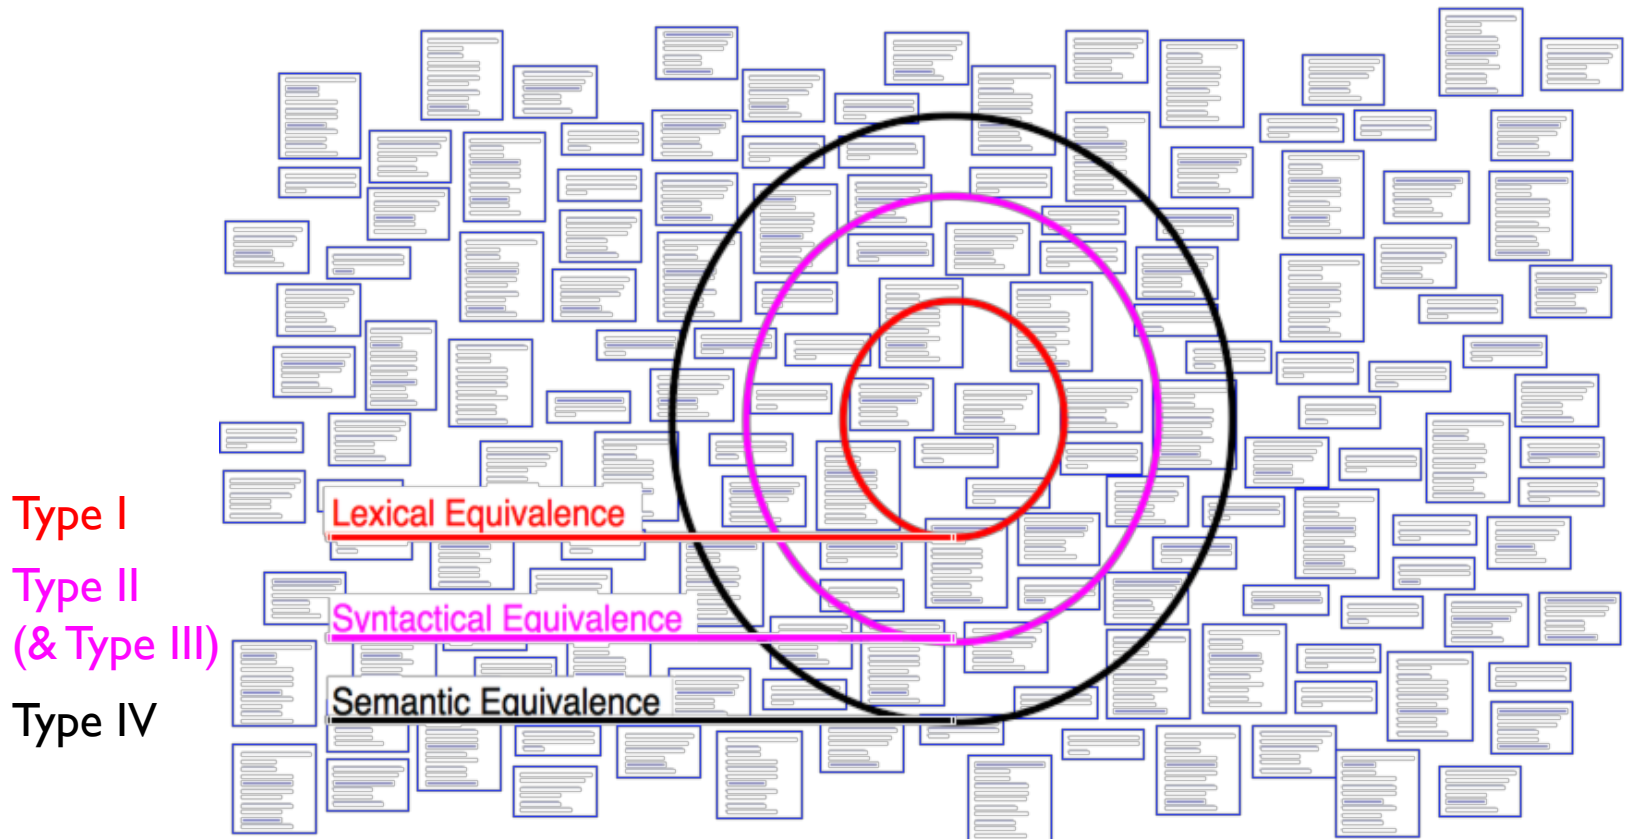 Type I
Lexical Equivalence
Type II
(& Type III)
Syntactical Equivalence
Type IV
Semantic Equivalence